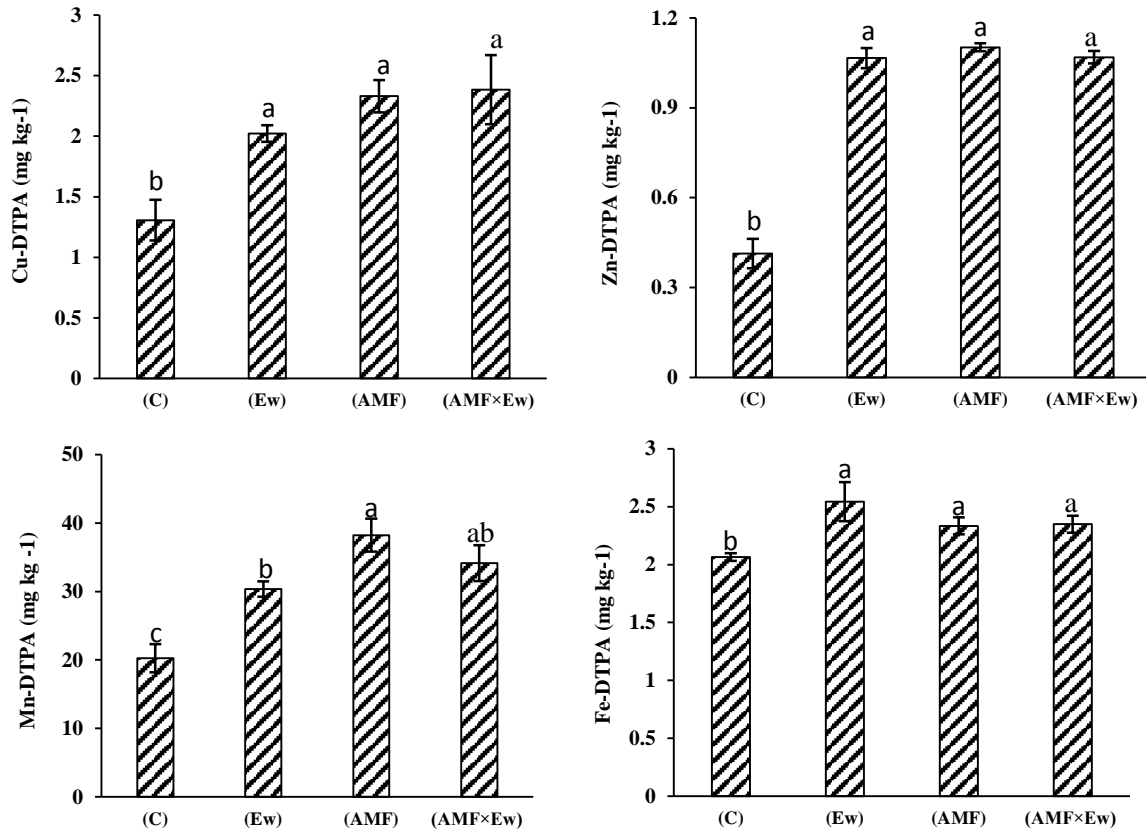 Cu-DTPA (mg kg-1)
3
2.5
2
1.5
1
0.5
0
b
a
a
a
(C)
(Ew)
(AMF)
(AMF×Ew)
Zn-DTPA (mg kg-1)
1.2
0.9
0.6
0.3
0
b
a
a
a
(C)
(Ew)
(AMF)
(AMF×Ew)
Mn-DTPA (mg kg -1)
50
40
30
20
10
0
c
b
a
ab
(C)
(Ew)
(AMF)
(AMF×Ew)
Fe-DTPA (mg kg-1)
3
2.5
2
1.5
1
0.5
0
b
a
a
a
(C)
(Ew)
(AMF)
(AMF×Ew)